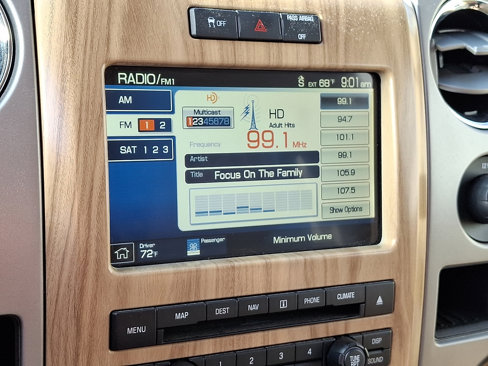 OFF
PASS AIRBAG
OFF
RADIO/FM1
S EXT 68°F 9:01 am
AM
FM 1 2
SAT 1 2 3
HD
Multicast
12345678
HD
Adult Hits
Frequency 99.1 MHz
Artist
Title Focus On The Family
99.1
94.7
101.1
99.1
105.9
107.5
Show Options
Driver
72°F
Passenger
Minimum Volume
MENU
MAP
DEST
NAV
PHONE
CLIMATE
1 2 3 4
TUNE
DISP
SOUND